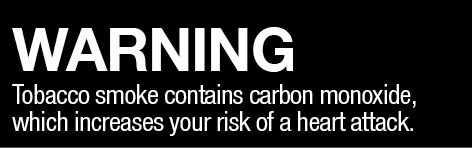 WARNING
Tobacco smoke contains carbon monoxide,
which increases your risk of a heart attack.